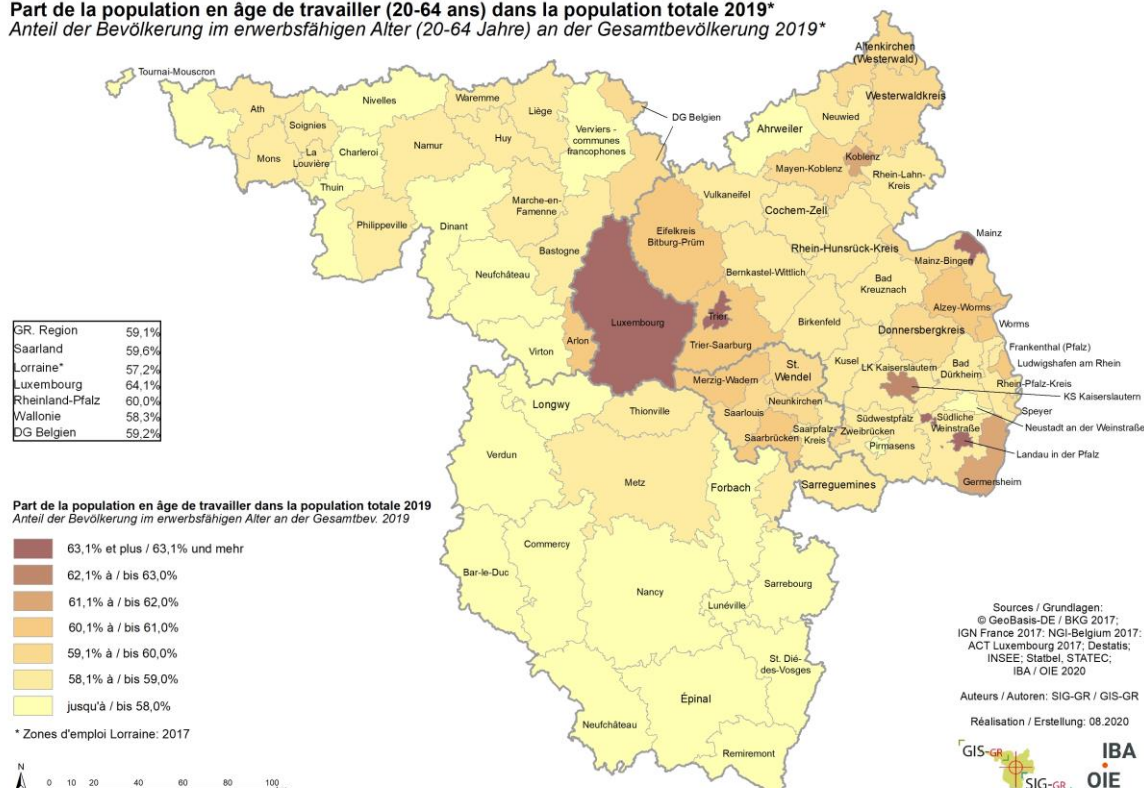 Part de la population en âge de travailler (20-64 ans) dans la population totale 2019*
Anteil der Bevölkerung im erwerbsfähigen Alter (20-64 Jahre) an der Gesamtbevölkerung 2019*
Tournai-Mouscron
Ath
Nivelles
Waremme
Liège
Soignies
Mons
La Louvière
Charleroi
Namur
Huy
Verviers - communes francophones
DG Belgien
Thuin
Philippeville
Dinant
Marche-en-Famenne
Bastogne
Neufchâteau
Arlon
Virton
Luxembourg
Altenkirchen (Westerwald)
Westerwaldkreis
Neuwied
Ahrweiler
Koblenz
Mayen-Koblenz
Rhein-Lahn-Kreis
Vulkaneifel
Cochem-Zell
Eifelkreis Bitburg-Prüm
Rhein-Hunsrück-Kreis
Mainz
Mainz-Bingen
Bernkastel-Wittlich
Bad Kreuznach
Alzey-Worms
Trier
Birkenfeld
Donnersbergkreis
Worms
Trier-Saarburg
Frankenthal (Pfalz)
Ludwigshafen am Rhein
Kusel
LK Kaiserslautern
Bad Dürkheim
Rhein-Pfalz-Kreis
KS Kaiserslautern
Merzig-Wadern
St. Wendel
Neunkirchen
Saarlouis
Saarpfalz-Kreis
Saarbrücken
Südwestpfalz
Zweibrücken
Pirmasens
Südliche Weinstraße
Speyer
Neustadt an der Weinstraße
Landau in der Pfalz
Germersheim
Longwy
Thionville
Verdun
Metz
Forbach
Sarreguemines
Commercy
Bar-le-Duc
Nancy
Lunéville
Sarrebourg
St. Dié-des-Vosges
Épinal
Neufchâteau
Remiremont
GR. Region 59,1%
Saarland 59,6%
Lorraine* 57,2%
Luxembourg 64,1%
Rheinland-Pfalz 60,0%
Wallonie 58,3%
DG Belgien 59,2%
Part de la population en âge de travailler dans la population totale 2019
Anteil der Bevölkerung im erwerbsfähigen Alter an der Gesamtbev. 2019
63,1% et plus / 63,1% und mehr
62,1% à / bis 63,0%
61,1% à / bis 62,0%
60,1% à / bis 61,0%
59,1% à / bis 60,0%
58,1% à / bis 59,0%
jusqu'à / bis 58,0%
* Zones d'emploi Lorraine: 2017
N
0 10 20 40 60 80 100
Sources / Grundlagen:
© GeoBasis-DE / BKG 2017;
IGN France 2017; NGI-Belgium 2017;
ACT Luxembourg 2017; Destatis;
INSEE; Statbel, STATEC;
IBA / OIE 2020
Auteurs / Autoren: SIG-GR / GIS-GR
Réalisation / Erstellung: 08.2020
GIS-GR
SIG-GR
IBA
OIE